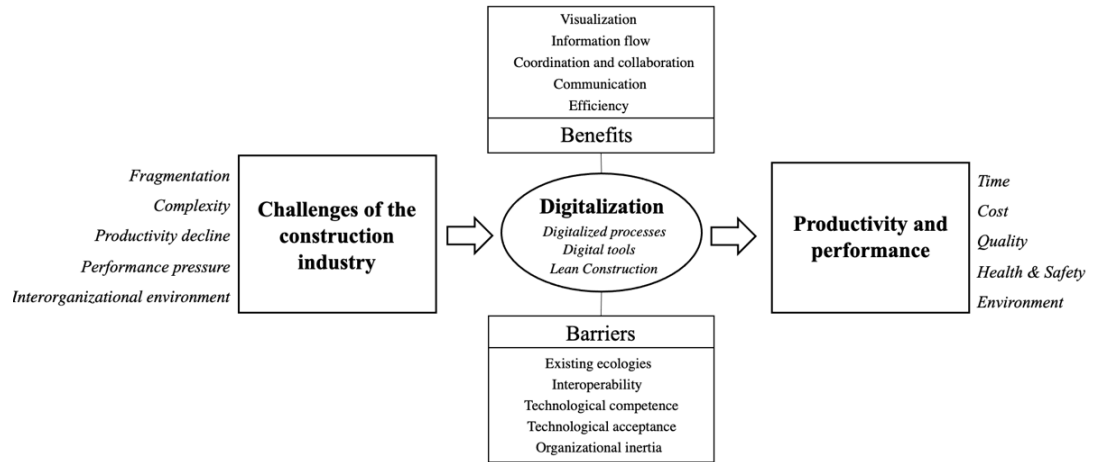 Visualization
Information flow
Coordination and collaboration
Communication
Efficiency
Benefits
Fragmentation
Complexity
Productivity decline
Performance pressure
Interorganizational environment
Challenges of the
construction
industry
Digitalization
Digitalized processes
Digital tools
Lean Construction
Productivity and
performance
Time
Cost
Quality
Health & Safety
Environment
Barriers
Existing ecologies
Interoperability
Technological competence
Technological acceptance
Organizational inertia